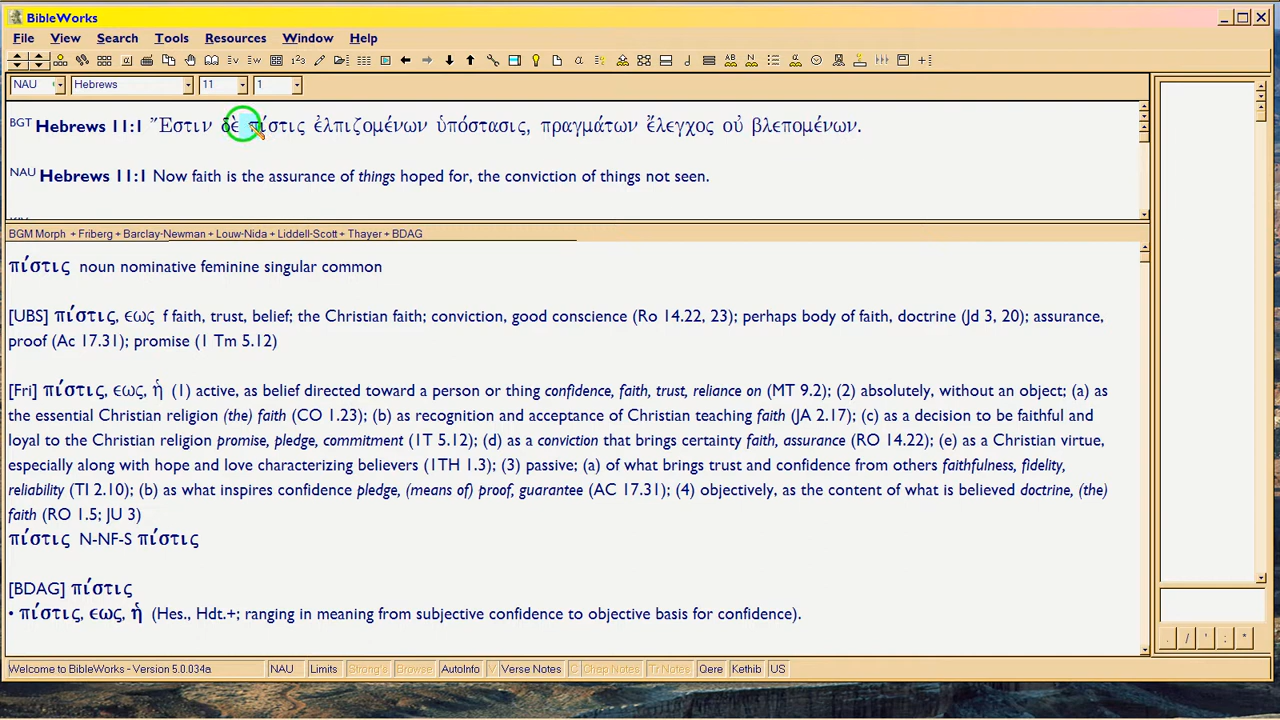 BibleWorks
File View Search Tools Resources Window Help
NAU Hebrews 11 1
BGT Hebrews 11:1 Ἔστιν δὲ πίστις ἐλπιζομένων ὑπόστασις, πραγμάτων ἔλεγχος οὐ βλεπομένων.
NAU Hebrews 11:1 Now faith is the assurance of things hoped for, the conviction of things not seen.
BGM Morph + Friberg + Barclay-Newman + Louw-Nida + Liddell-Scott + Thayer + BDAG
πίστις noun nominative feminine singular common
[UBS] πίστις, εως f faith, trust, belief; the Christian faith; conviction, good conscience (Ro 14.22, 23); perhaps body of faith, doctrine (Jd 3, 20); assurance,
proof (Ac 17.31); promise (1 Tm 5.12)
[Fri] πίστις, εως, ἡ (1) active, as belief directed toward a person or thing confidence, faith, trust, reliance on (MT 9.2); (2) absolutely, without an object; (a) as
the essential Christian religion (the) faith (CO 1.23); (b) as recognition and acceptance of Christian teaching faith (JA 2.17); (c) as a decision to be faithful and
loyal to the Christian religion promise, pledge, commitment (1T 5.12); (d) as a conviction that brings certainty faith, assurance (RO 14.22); (e) as a Christian virtue,
especially along with hope and love characterizing believers (1TH 1.3); (3) passive; (a) of what brings trust and confidence from others faithfulness, fidelity,
reliability (TI 2.10); (b) as what inspires confidence pledge, (means of) proof, guarantee (AC 17.31); (4) objectively, as the content of what is believed doctrine, (the)
faith (RO 1.5; JU 3)
πίστις N-NF-S πίστις
[BDAG] πίστις
• πίστις, εως, ἡ (Hes., Hdt.+; ranging in meaning from subjective confidence to objective basis for confidence).
. / ' : *
Welcome to BibleWorks - Version 5.0.034a NAU Limits Strong's Browse AutoInfo V Verse Notes C Chap Notes Tr Notes Qere Kethib US